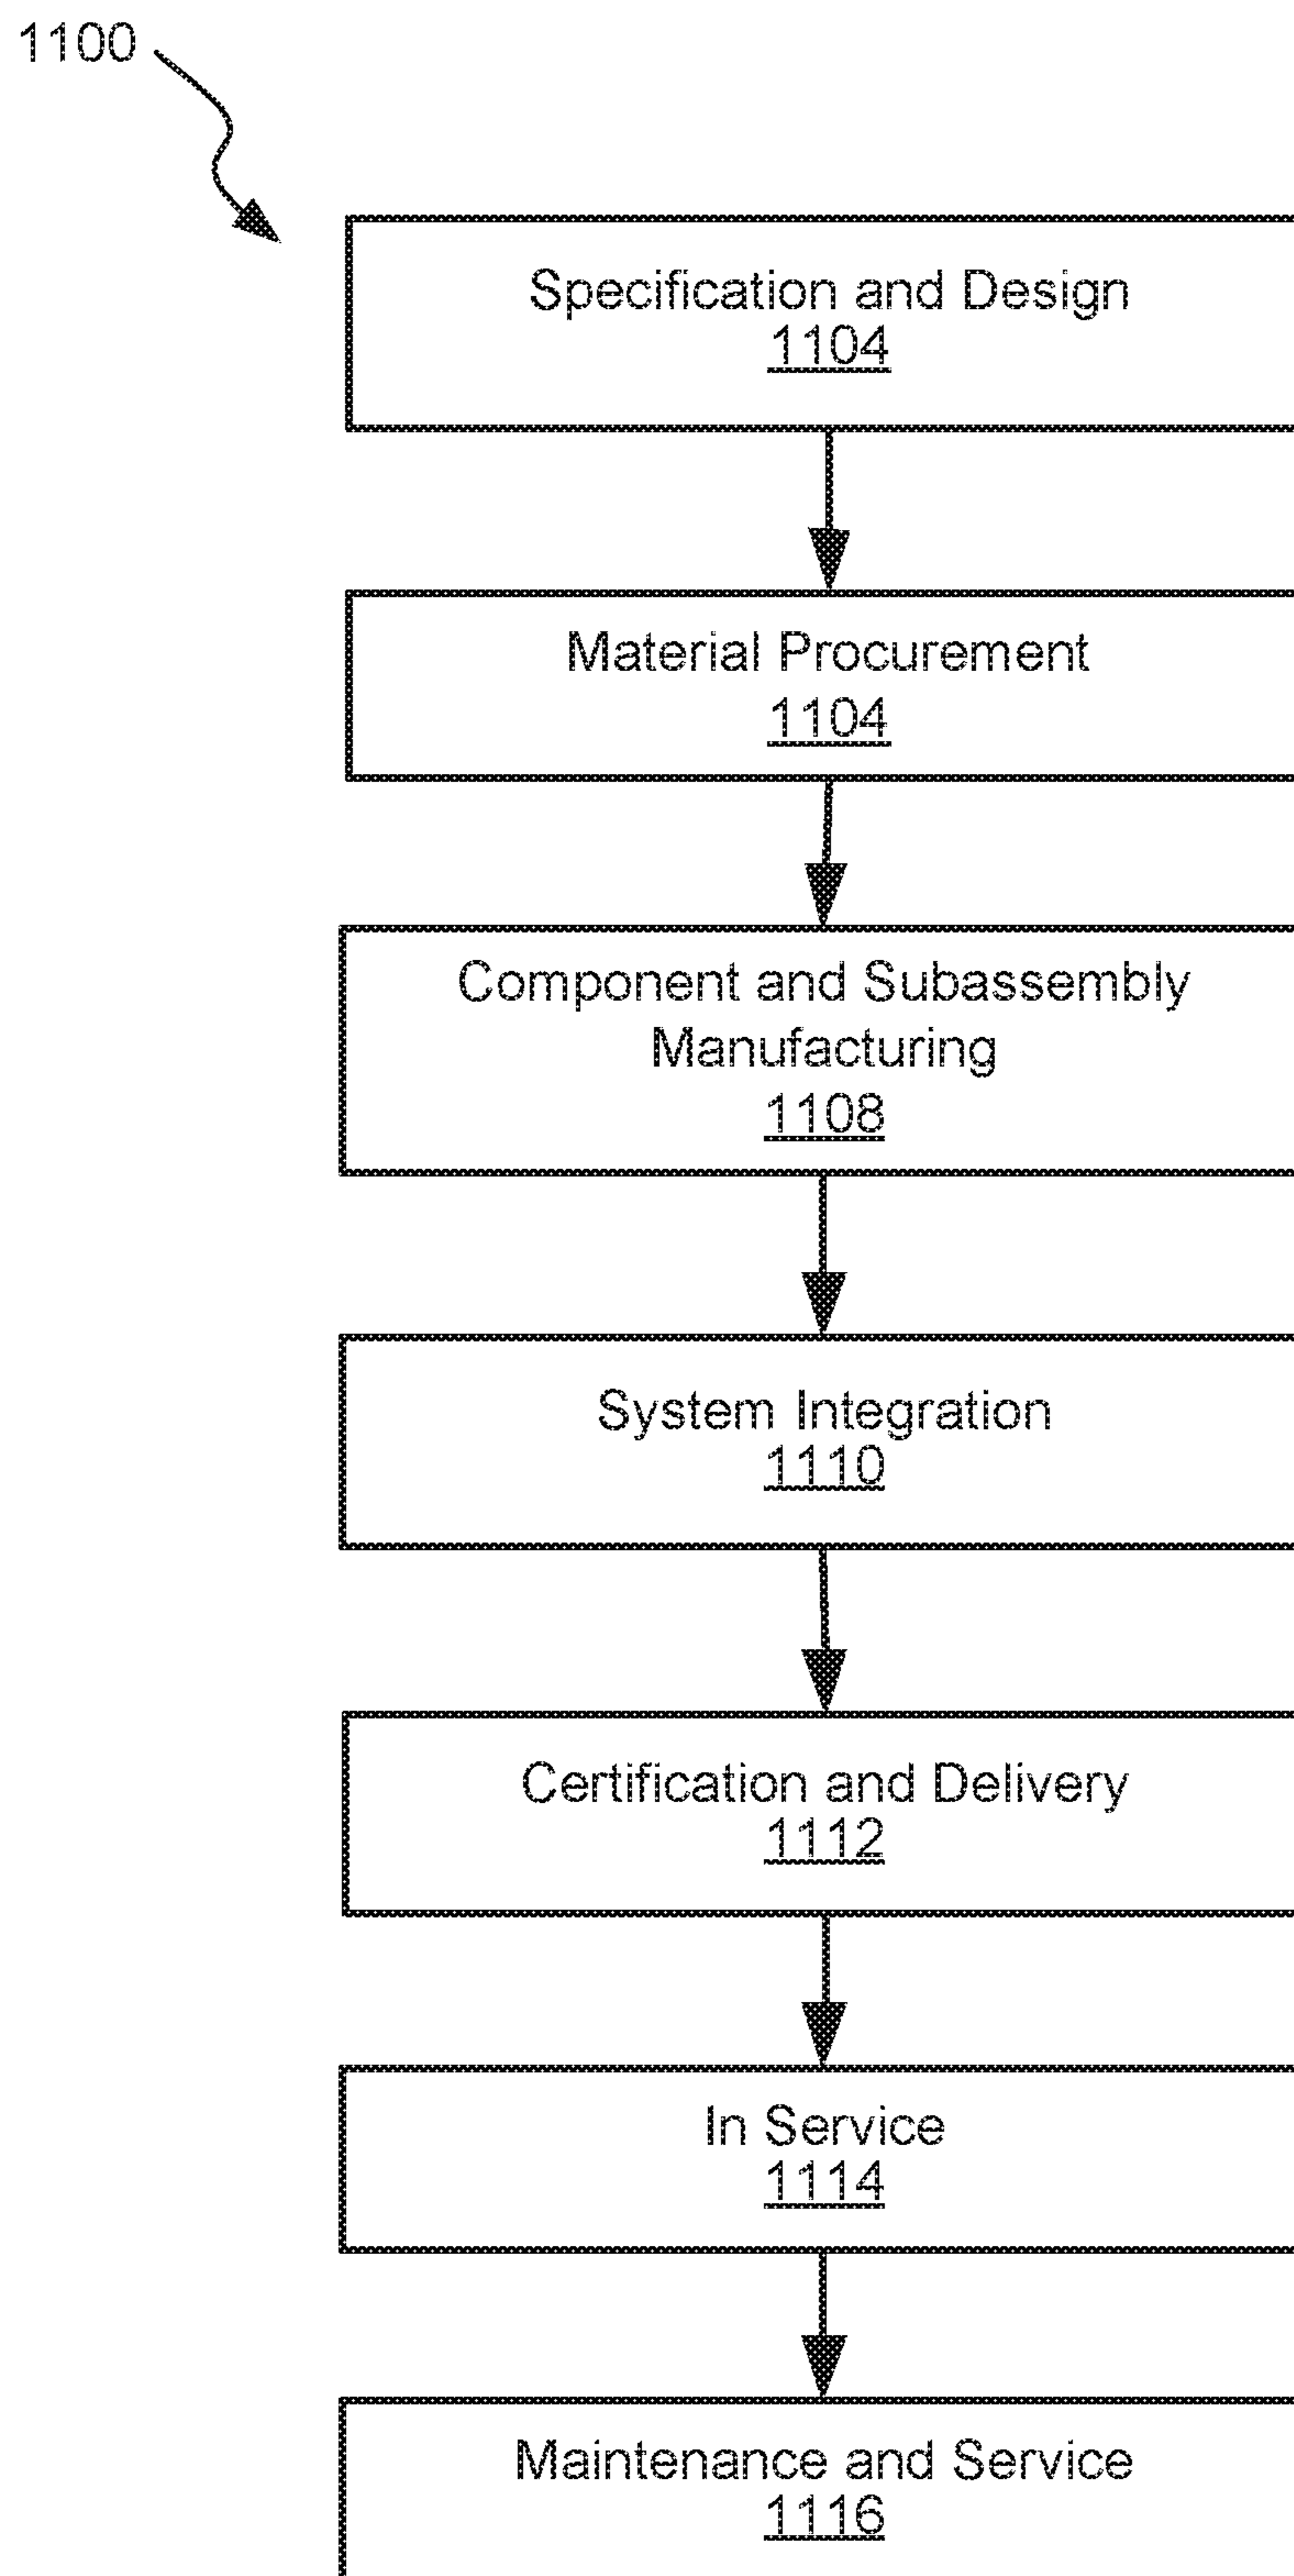 1100
Specification and Design
1104
Material Procurement
1104
Component and Subassembly
Manufacturing
1108
System Integration
1110
Certification and Delivery
1112
In Service
1114
Maintenance and Service
1116